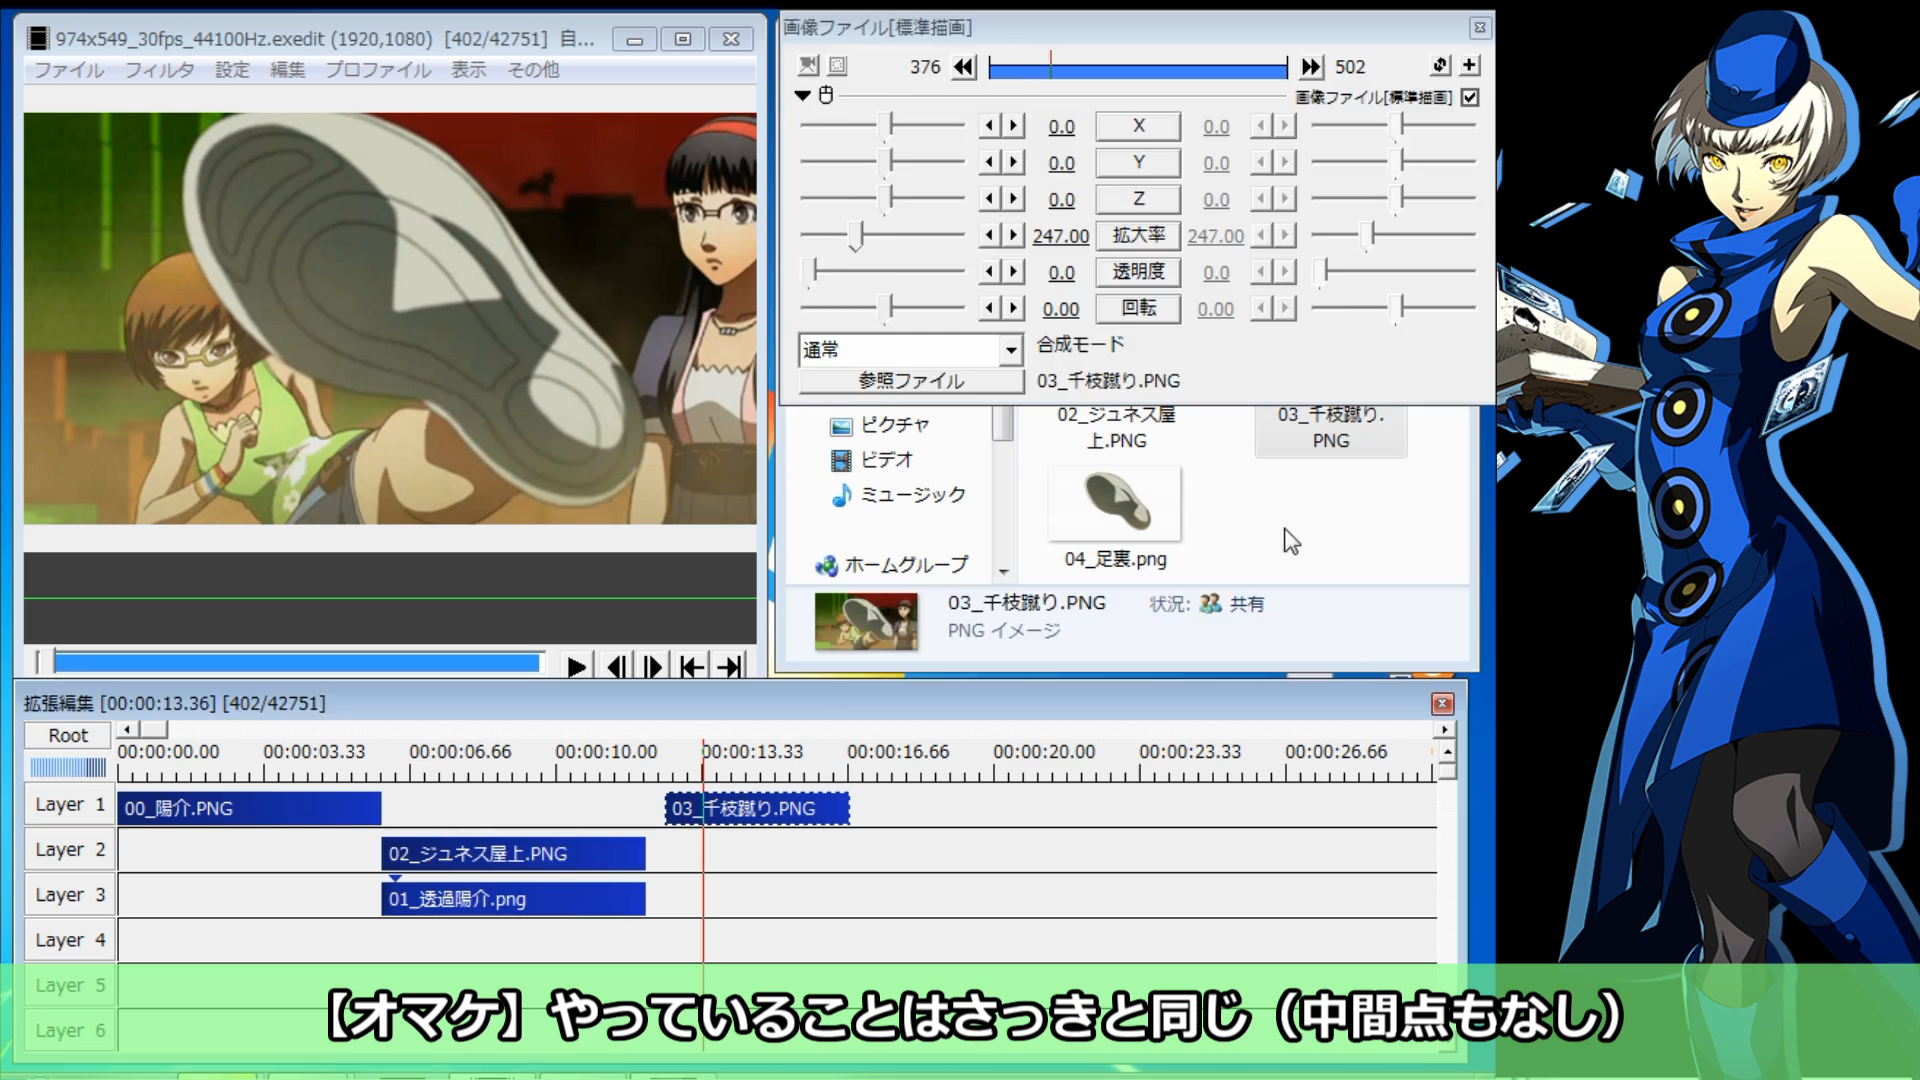 974x549_30fps_44100Hz.exedit (1920,1080) [402/42751] 自...
ファイル フィルタ 設定 編集 プロファイル 表示 その他
画像ファイル[標準描画]
376 502
画像ファイル[標準描画]
0.0 X 0.0
0.0 Y 0.0
0.0 Z 0.0
247.00 拡大率 247.00
0.0 透明度 0.0
0.00 回転 0.00
通常 合成モード
参照ファイル 03_千枝蹴り.PNG
ピクチャ
ビデオ
ミュージック
ホームグループ
02_ジュネス屋
上.PNG
03_千枝蹴り.
PNG
04_足裏.png
03_千枝蹴り.PNG 状況: 共有
PNG イメージ
拡張編集 [00:00:13.36] [402/42751]
Root
00:00:00.00 00:00:03.33 00:00:06.66 00:00:10.00 00:00:13.33 00:00:16.66 00:00:20.00 00:00:23.33 00:00:26.66
Layer 1 00_陽介.PNG 03_千枝蹴り.PNG
Layer 2 02_ジュネス屋上.PNG
Layer 3 01_透過陽介.png
Layer 4
Layer 5
Layer 6
【オマケ】やっていることはさっきと同じ（中間点もなし）